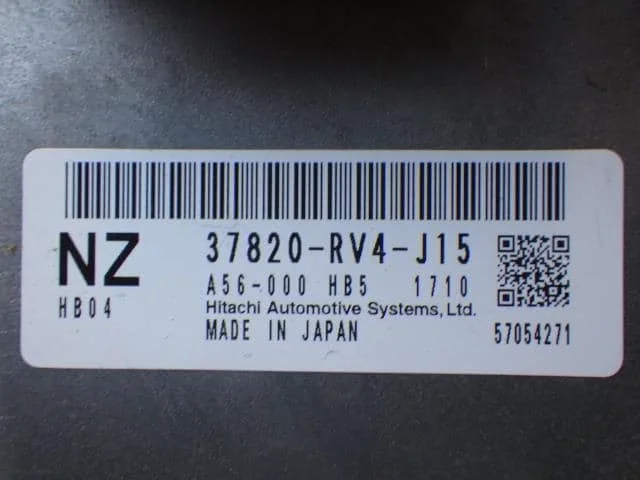 NZ 37820-RV4-J15
A56-000 HB5 1710
HB04
Hitachi Automotive Systems, Ltd.
MADE IN JAPAN
57054271